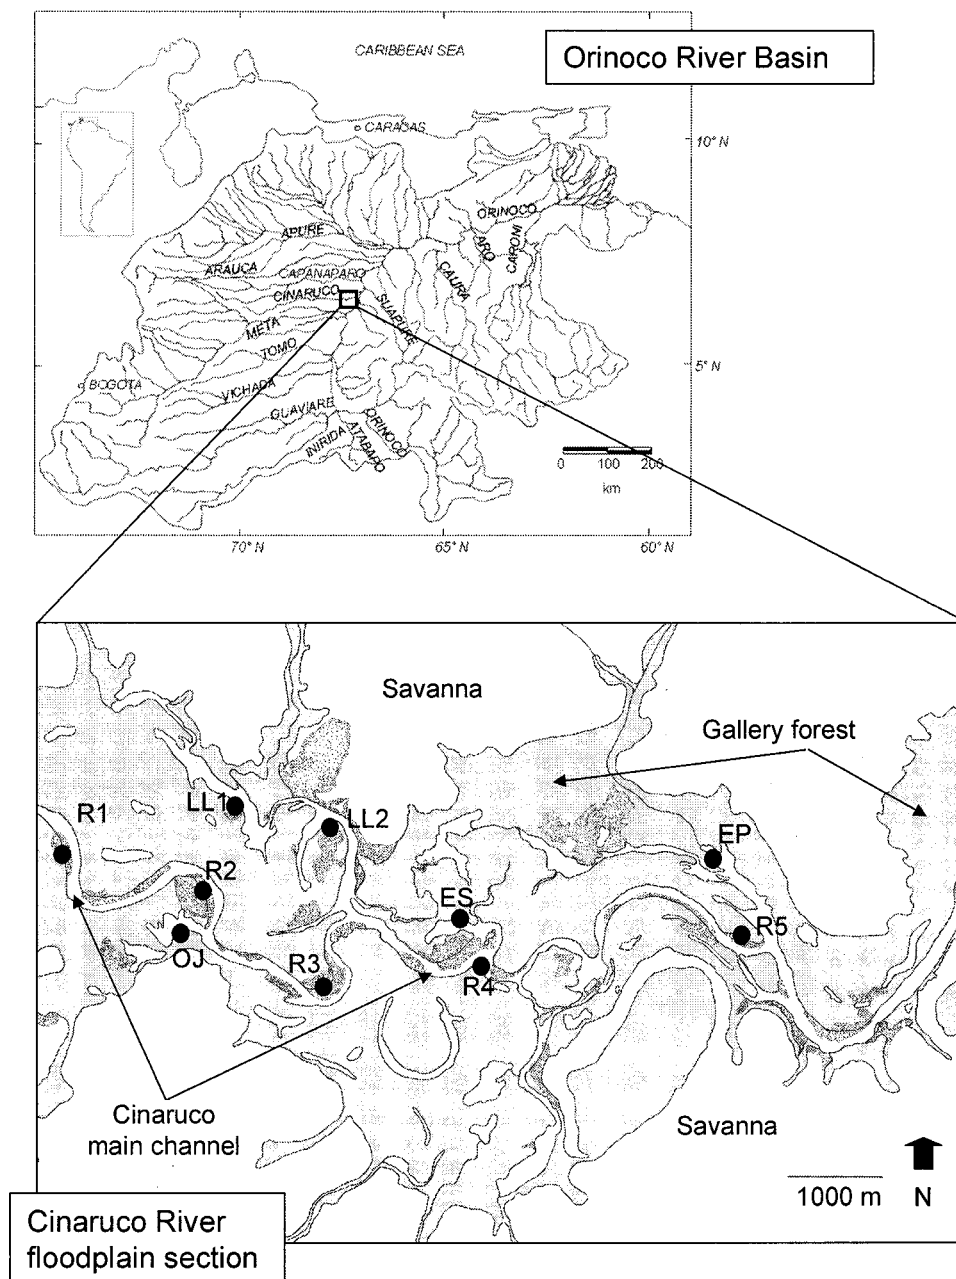 CARIBBEAN SEA
Orinoco River Basin
CARACAS
10° N
ORINOCO
APURE
ARO
CARONI
ARAUCA
CAPANAPARO
CAURA
CINARUCO
SUAPURE
META
TOMO
5° N
BOGOTA
VICHADA
GUAVIARE
ORINOCO
INIRIDA
ATABAPO
0 100 200
km
70° N
65° N
60° N
Savanna
Gallery forest
R1
LL1
LL2
EP
R2
ES
R5
OJ
R3
R4
Cinaruco
main channel
Savanna
1000 m
N
Cinaruco River
floodplain section